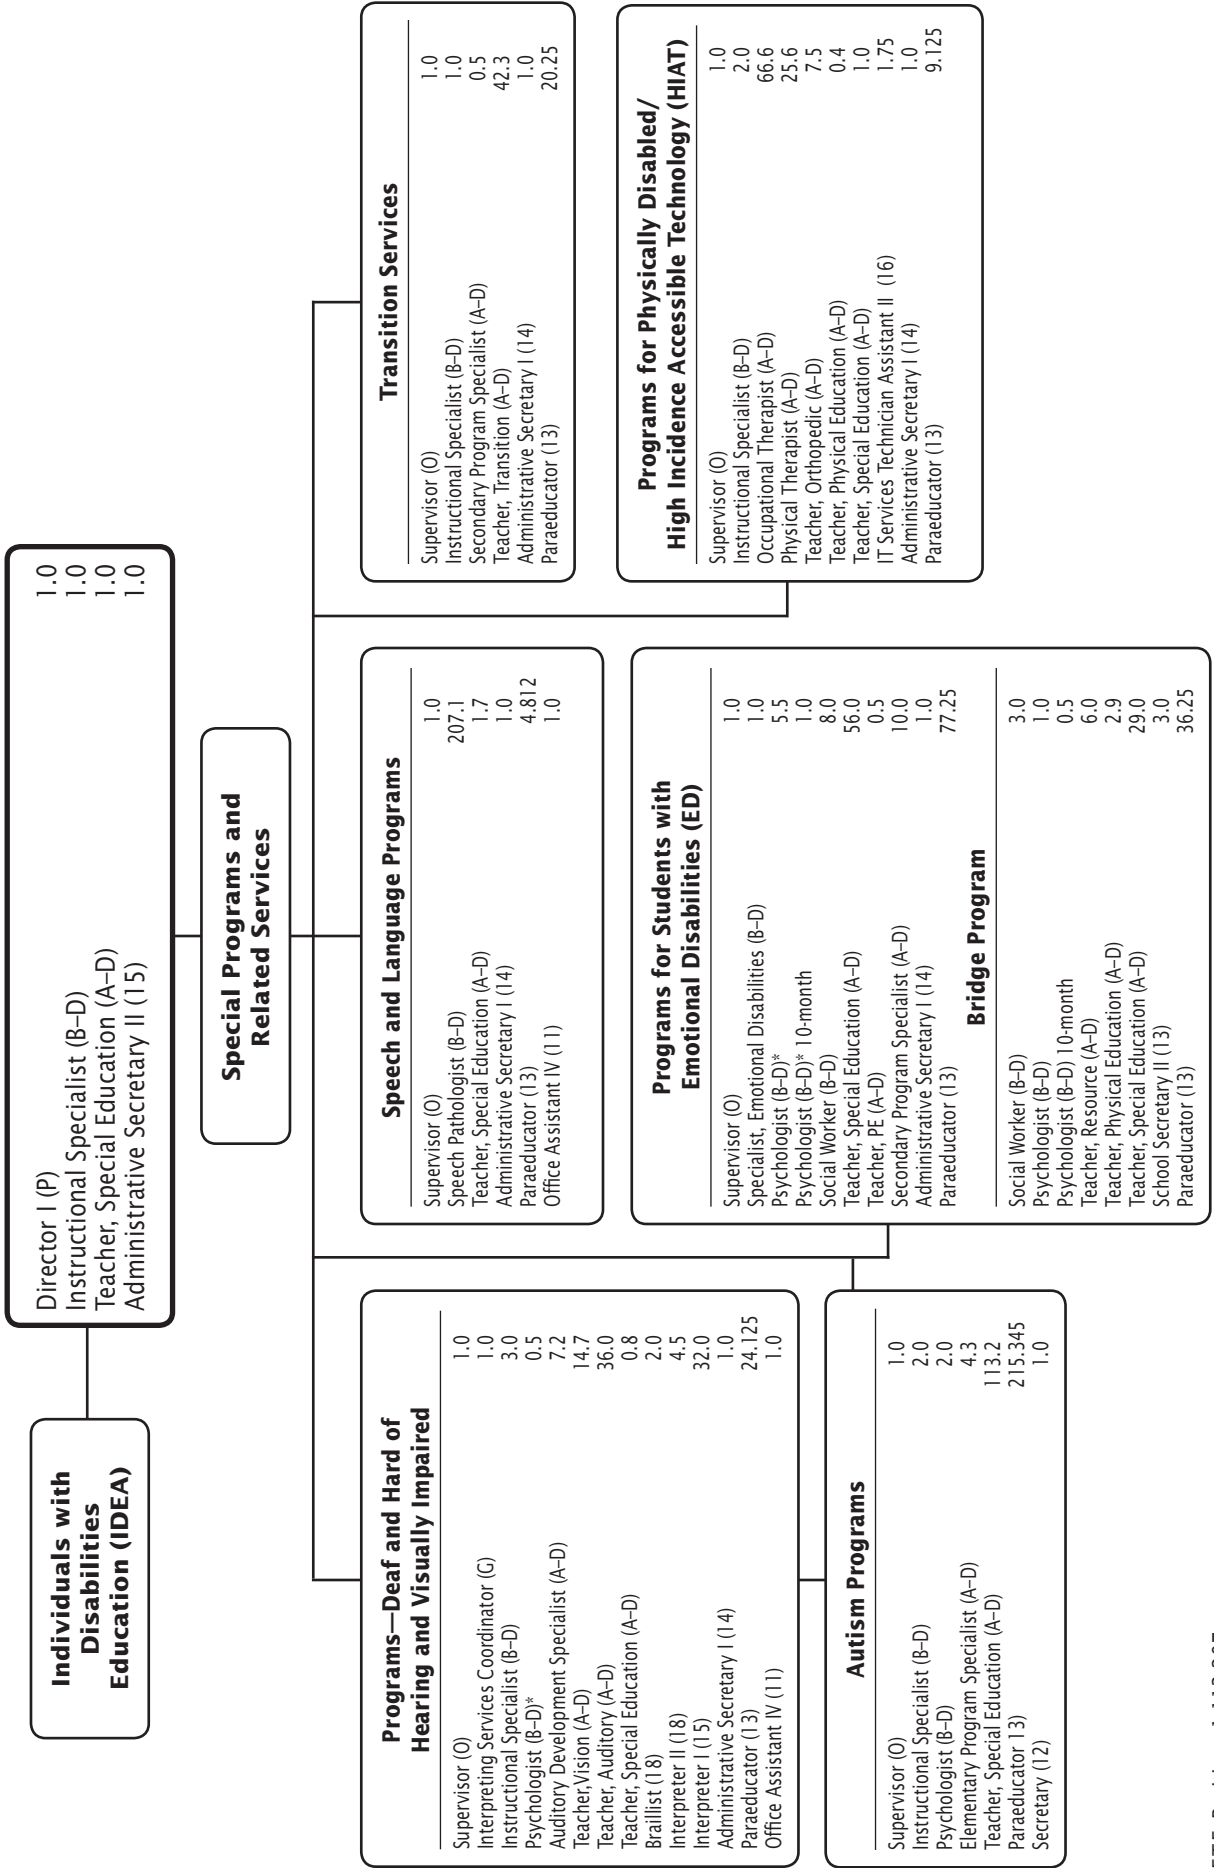 Individuals with
Disabilities
Education (IDEA)
Director I (P) 1.0
Instructional Specialist (B–D) 1.0
Teacher, Special Education (A–D) 1.0
Administrative Secretary II (15) 1.0
Special Programs and
Related Services
Programs—Deaf and Hard of
Hearing and Visually Impaired
Supervisor (O) 1.0
Interpreting Services Coordinator (G) 1.0
Instructional Specialist (B–D) 3.0
Psychologist (B–D)* 0.5
Auditory Development Specialist (A–D) 7.2
Teacher,Vision (A–D) 14.7
Teacher, Auditory (A–D) 36.0
Teacher, Special Education (A–D) 0.8
Braillist (18) 2.0
Interpreter II (18) 4.5
Interpreter I (15) 32.0
Administrative Secretary I (14) 1.0
Paraeducator (13) 24.125
Office Assistant IV (11) 1.0
Autism Programs
Supervisor (O) 1.0
Instructional Specialist (B–D) 2.0
Psychologist (B–D) 2.0
Elementary Program Specialist (A–D) 4.3
Teacher, Special Education (A–D) 113.2
Paraeducator 13) 215.345
Secretary (12) 1.0
Speech and Language Programs
Supervisor (O) 1.0
Speech Pathologist (B–D) 207.1
Teacher, Special Education (A–D) 1.7
Administrative Secretary I (14) 1.0
Paraeducator (13) 4.812
Office Assistant IV (11) 1.0
Programs for Students with
Emotional Disabilities (ED)
Supervisor (O) 1.0
Specialist, Emotional Disabilities (B–D) 1.0
Psychologist (B–D)* 5.5
Psychologist (B–D)* 10-month 1.0
Social Worker (B–D) 8.0
Teacher, Special Education (A–D) 56.0
Teacher, PE (A–D) 0.5
Secondary Program Specialist (A–D) 10.0
Administrative Secretary I (14) 1.0
Paraeducator (13) 77.25
Bridge Program
Social Worker (B–D) 3.0
Psychologist (B–D) 1.0
Psychologist (B–D) 10-month 0.5
Teacher, Resource (A–D) 6.0
Teacher, Physical Education (A–D) 2.9
Teacher, Special Education (A–D) 29.0
School Secretary II (13) 3.0
Paraeducator (13) 36.25
Transition Services
Supervisor (O) 1.0
Instructional Specialist (B–D) 1.0
Secondary Program Specialist (A–D) 0.5
Teacher, Transition (A–D) 42.3
Administrative Secretary I (14) 1.0
Paraeducator (13) 20.25
Programs for Physically Disabled/
High Incidence Accessible Technology (HIAT)
Supervisor (O) 1.0
Instructional Specialist (B–D) 2.0
Occupational Therapist (A–D) 66.6
Physical Therapist (A–D) 25.6
Teacher, Orthopedic (A–D) 7.5
Teacher, Physical Education (A–D) 0.4
Teacher, Special Education (A–D) 1.0
IT Services Technician Assistant II (16) 1.75
Administrative Secretary I (14) 1.0
Paraeducator (13) 9.125